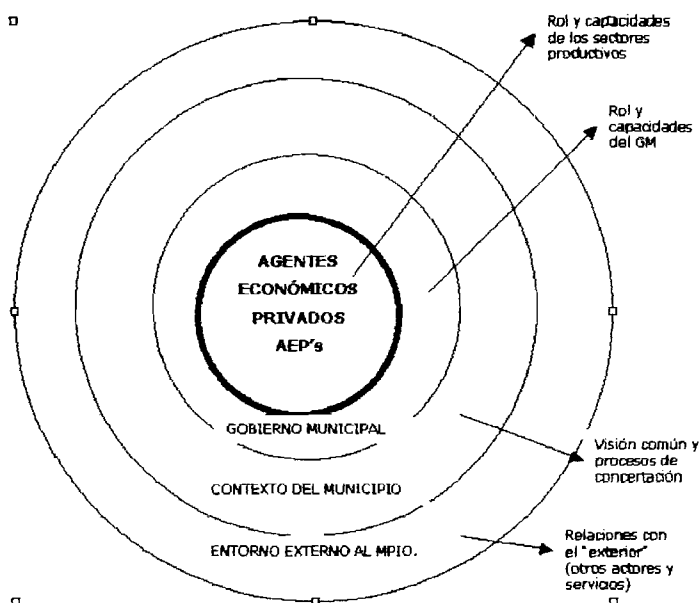 Rol y capacidades
de los sectores
productivos
Rol y
capacidades
del GM
AGENTES
ECONÓMICOS
PRIVADOS
AEP's
GOBIERNO MUNICIPAL
CONTEXTO DEL MUNICIPIO
ENTORNO EXTERNO AL MPIO.
Visión común y
procesos de
concertación
Relaciones con
el "exterior"
(otros actores y
servicios)